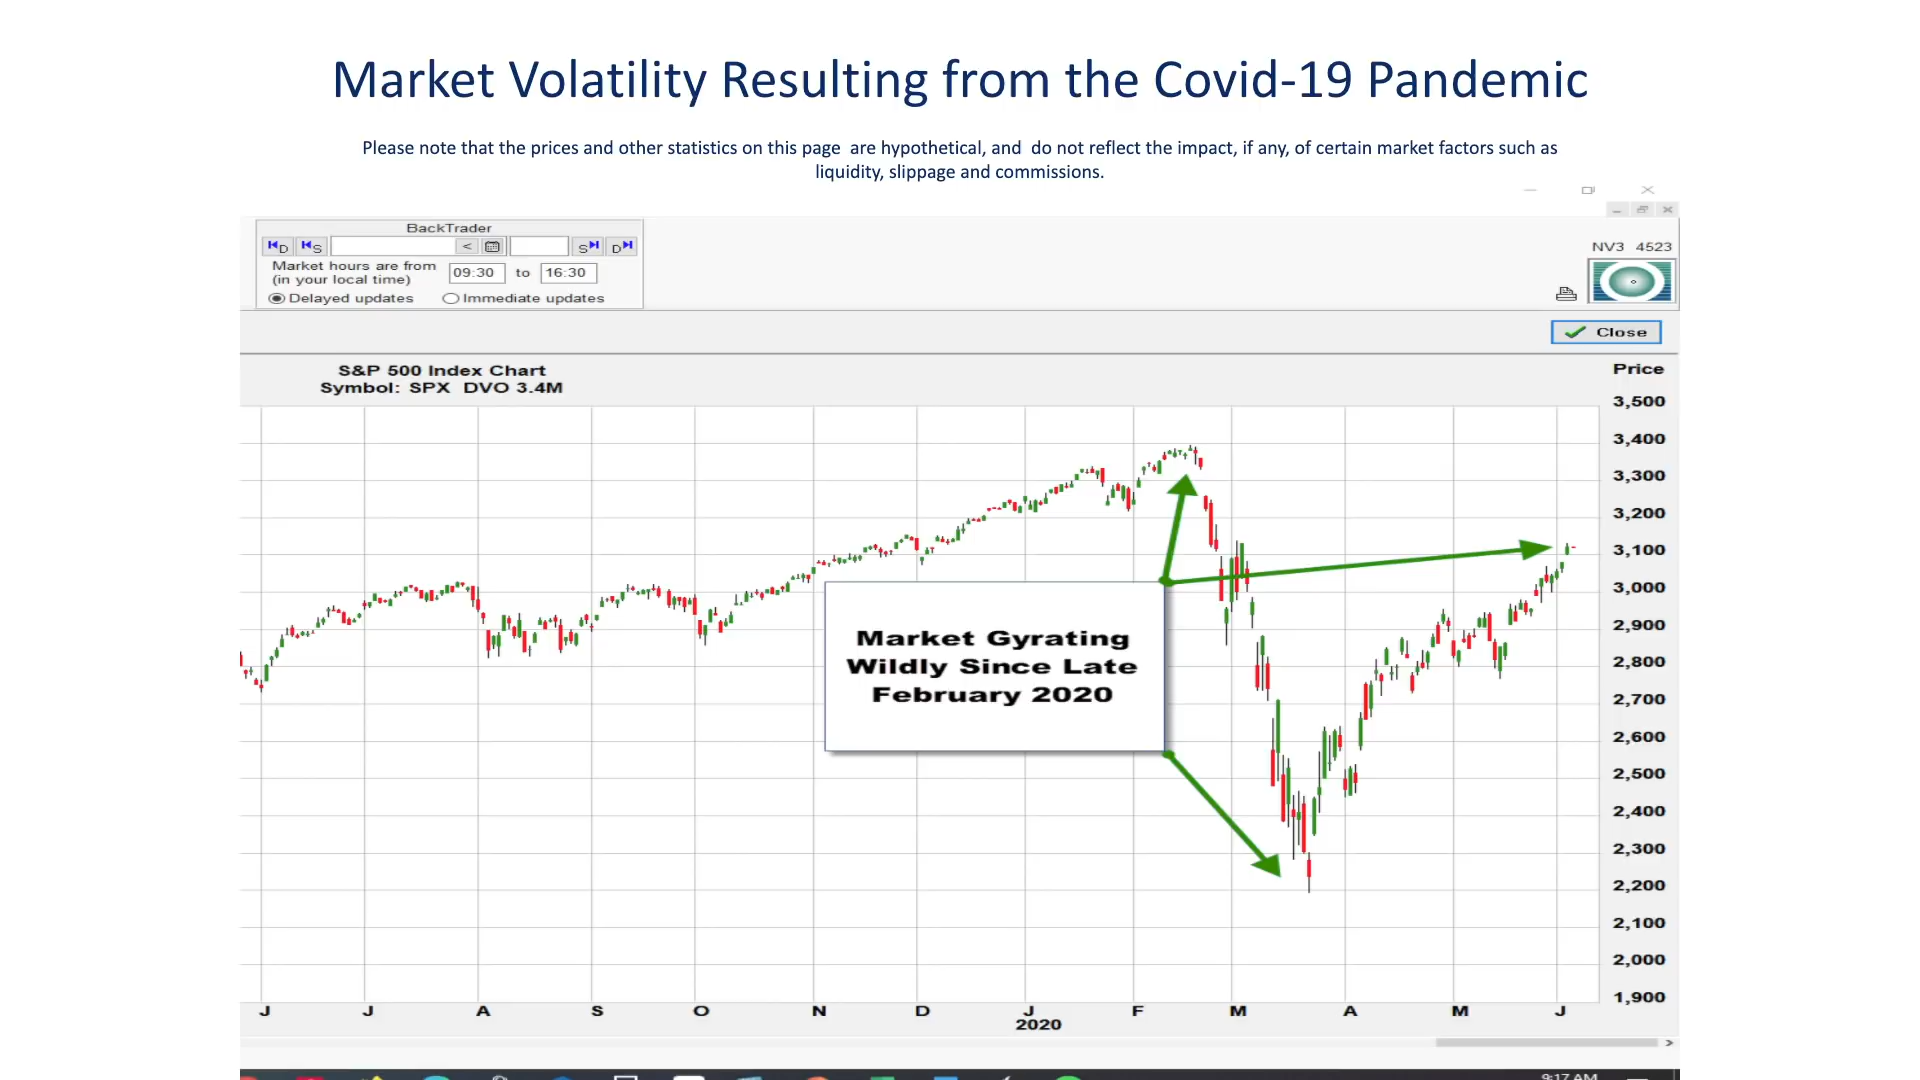 Market Volatility Resulting from the Covid-19 Pandemic
Please note that the prices and other statistics on this page are hypothetical, and do not reflect the impact, if any, of certain market factors such as
liquidity, slippage and commissions.
BackTrader
D S < S D
Market hours are from
(in your local time)
09:30 to 16:30
Delayed updates Immediate updates
NV3 4523
Close
S&P 500 Index Chart
Symbol: SPX DVO 3.4M
Price
3,500
3,400
3,300
3,200
3,100
3,000
2,900
2,800
2,700
2,600
2,500
2,400
2,300
2,200
2,100
2,000
1,900
Market Gyrating
Wildly Since Late
February 2020
J J A S O N D J F M A M J
2020
9:17 AM